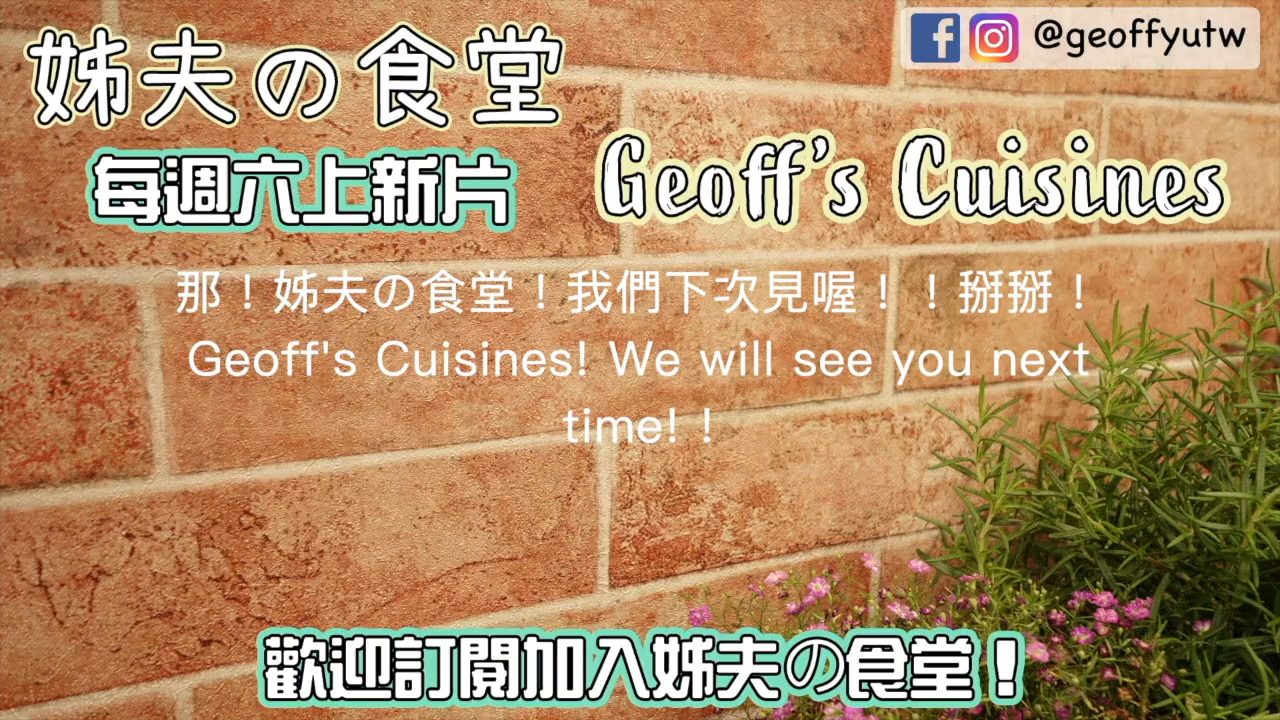 姊夫の食堂
@geoffyutw
每週六上新片
Geoff's Cuisines
那！姊夫の食堂！我們下次見喔！！掰掰！
Geoff's Cuisines! We will see you next
time!！
歡迎訂閱加入姊夫の食堂！